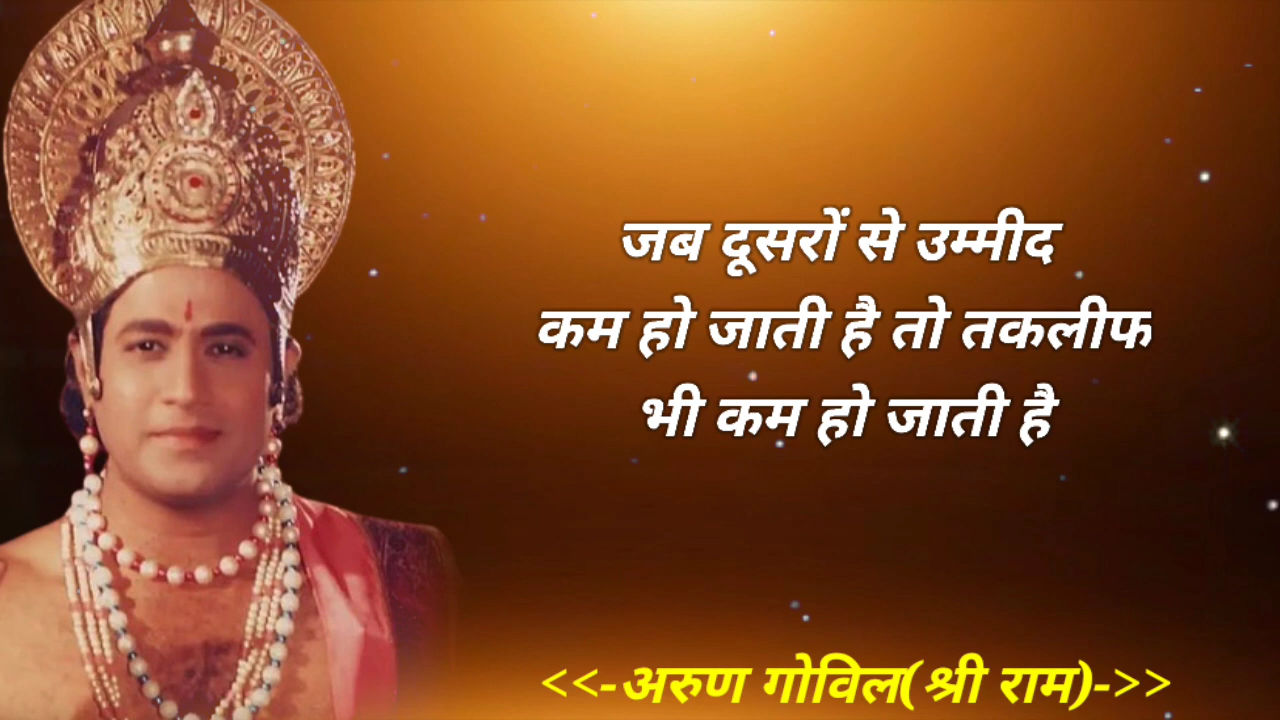 जब दूसरों से उम्मीद
कम हो जाती है तो तकलीफ
भी कम हो जाती है
<<-अरुण गोविल(श्री राम)->>